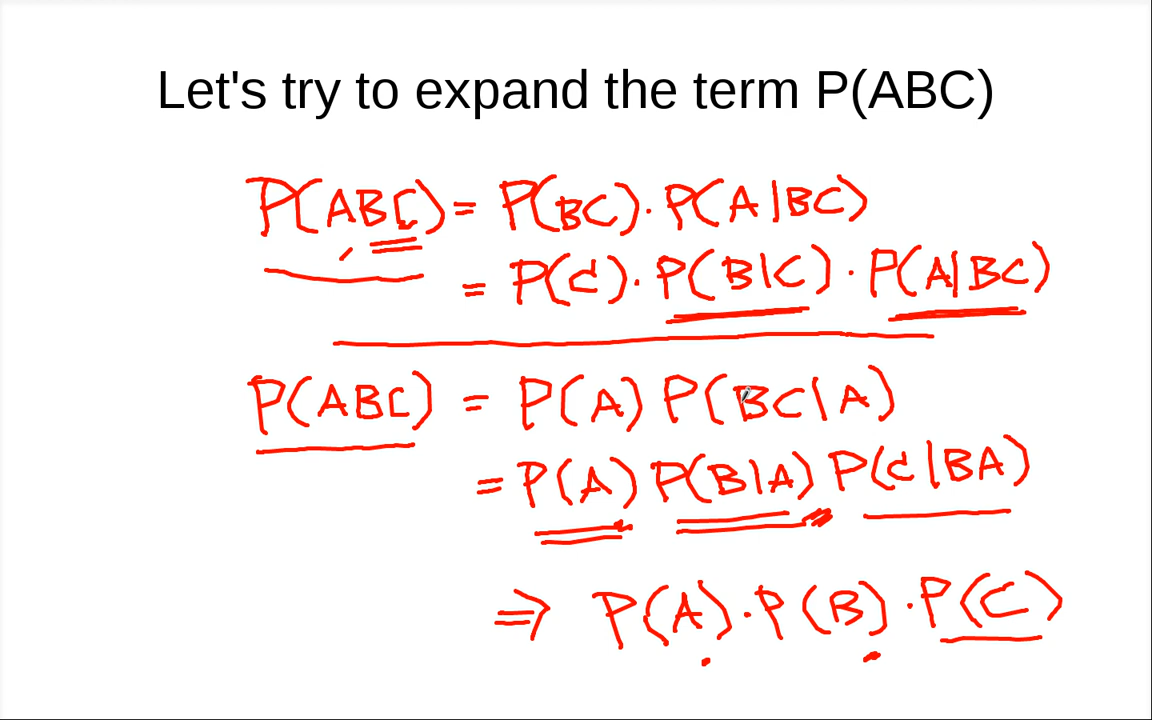 Let's try to expand the term P(ABC)
P(ABC) = P(BC) · P(A|BC)
= P(C) · P(B|C) · P(A|BC)
P(ABC) = P(A) P(BC|A)
= P(A) P(B|A) P(C|BA)
⇒ P(A) · P(B) · P(C)